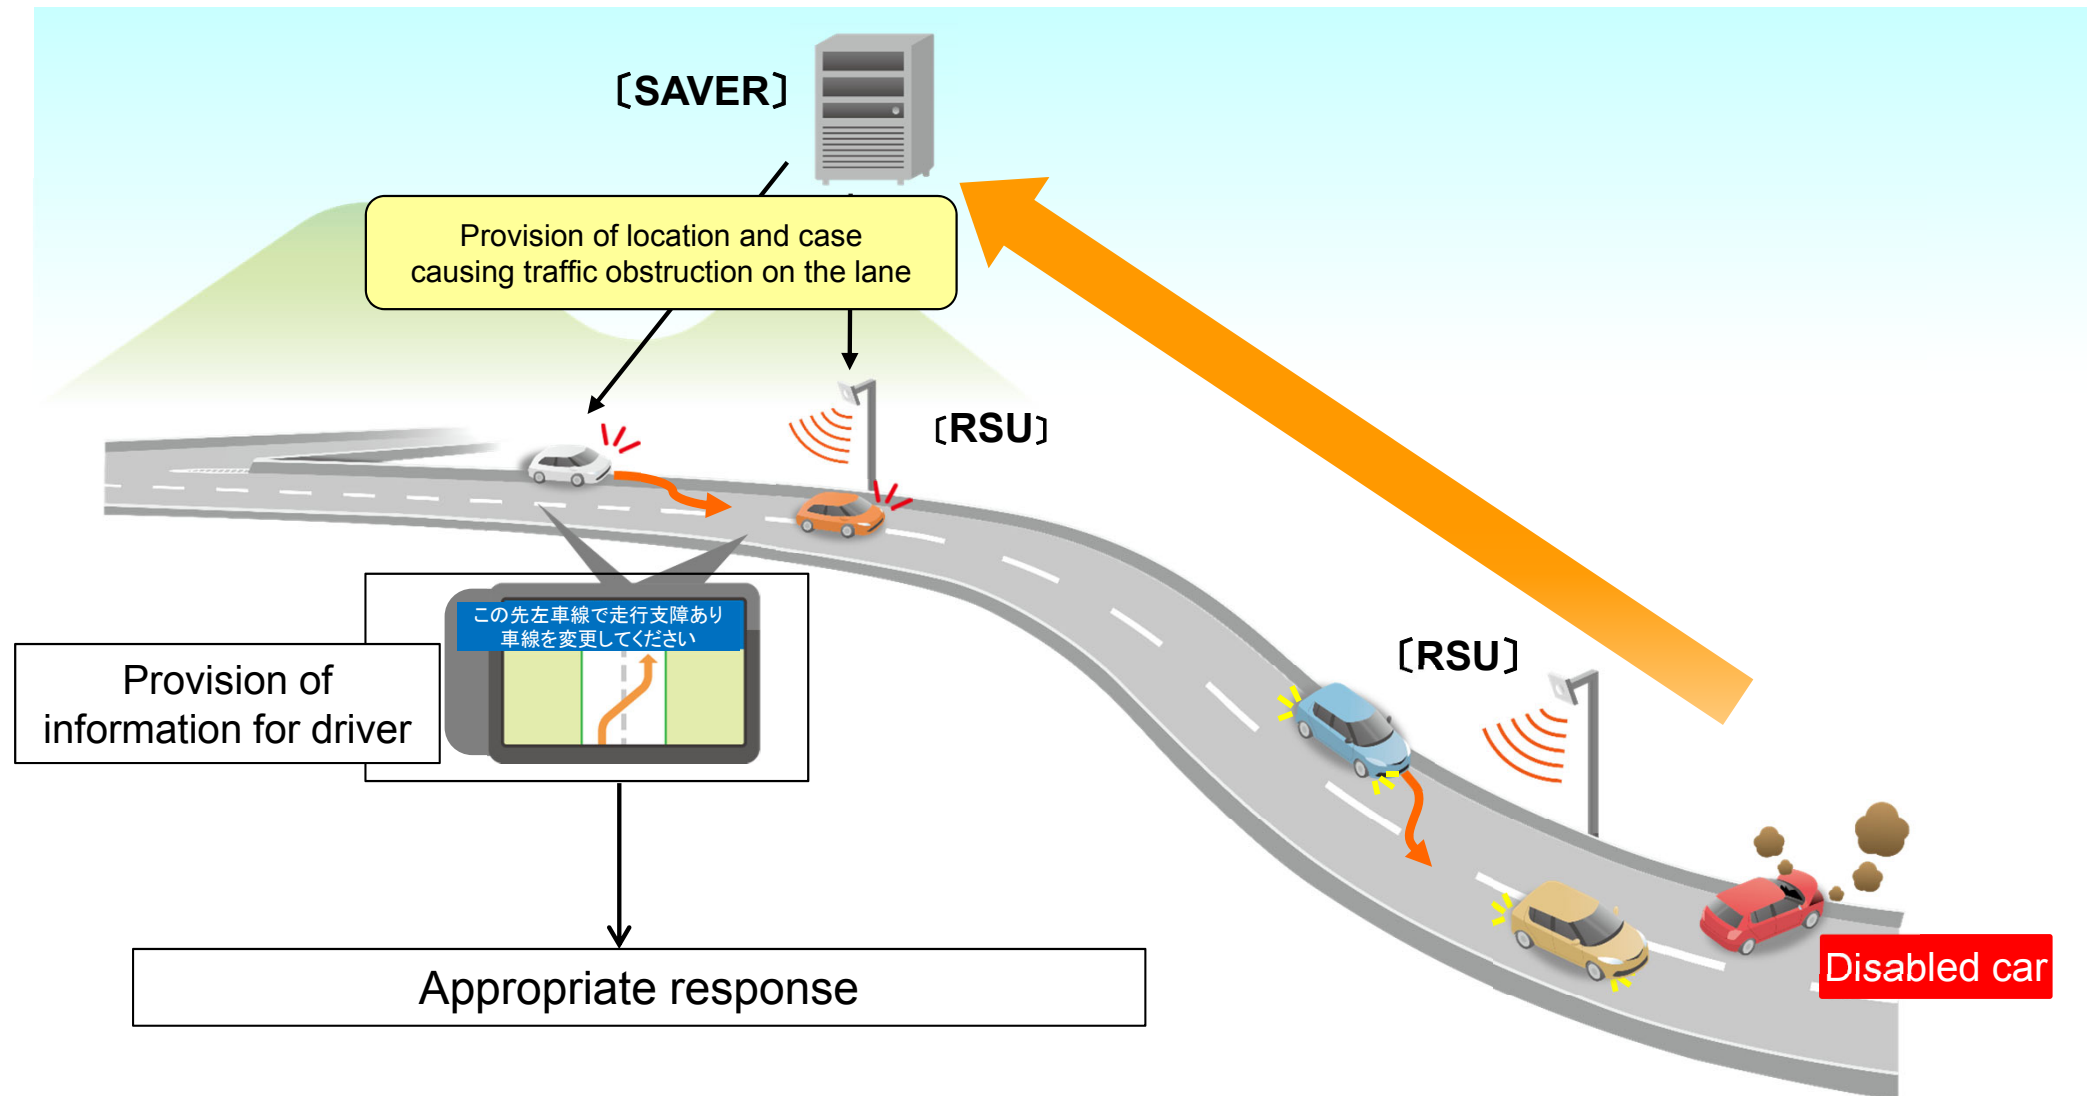 〔SAVER〕
Provision of location and case
causing traffic obstruction on the lane
〔RSU〕
この先左車線で走行支障あり
車線を変更してください
Provision of
information for driver
〔RSU〕
Disabled car
Appropriate response